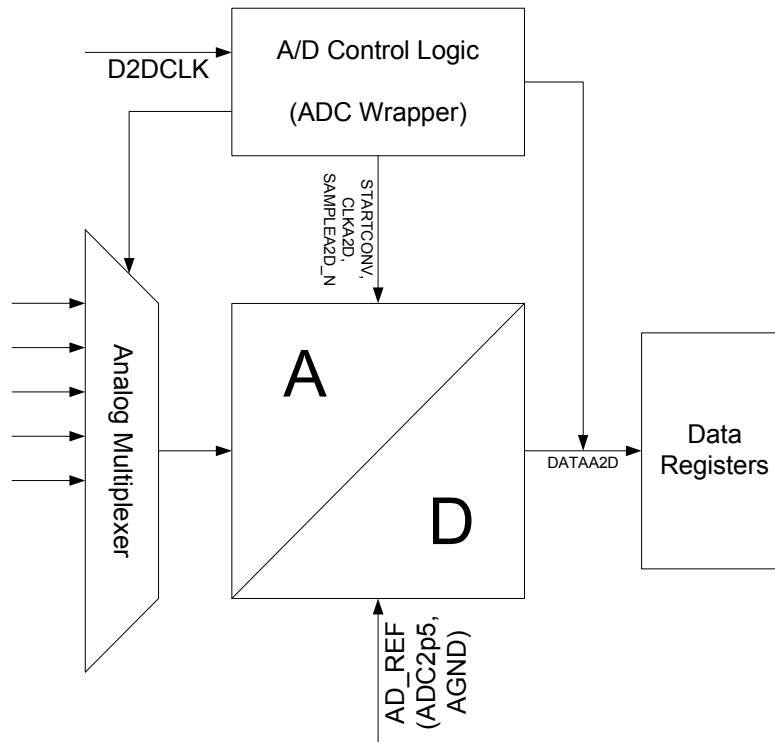 D2DCLK
A/D Control Logic
(ADC Wrapper)
STARTCONV,
CLKA2D,
SAMPLEA2D_N
Analog Multiplexer
A
D
DATAA2D
Data
Registers
AD_REF
(ADC2p5,
AGND)